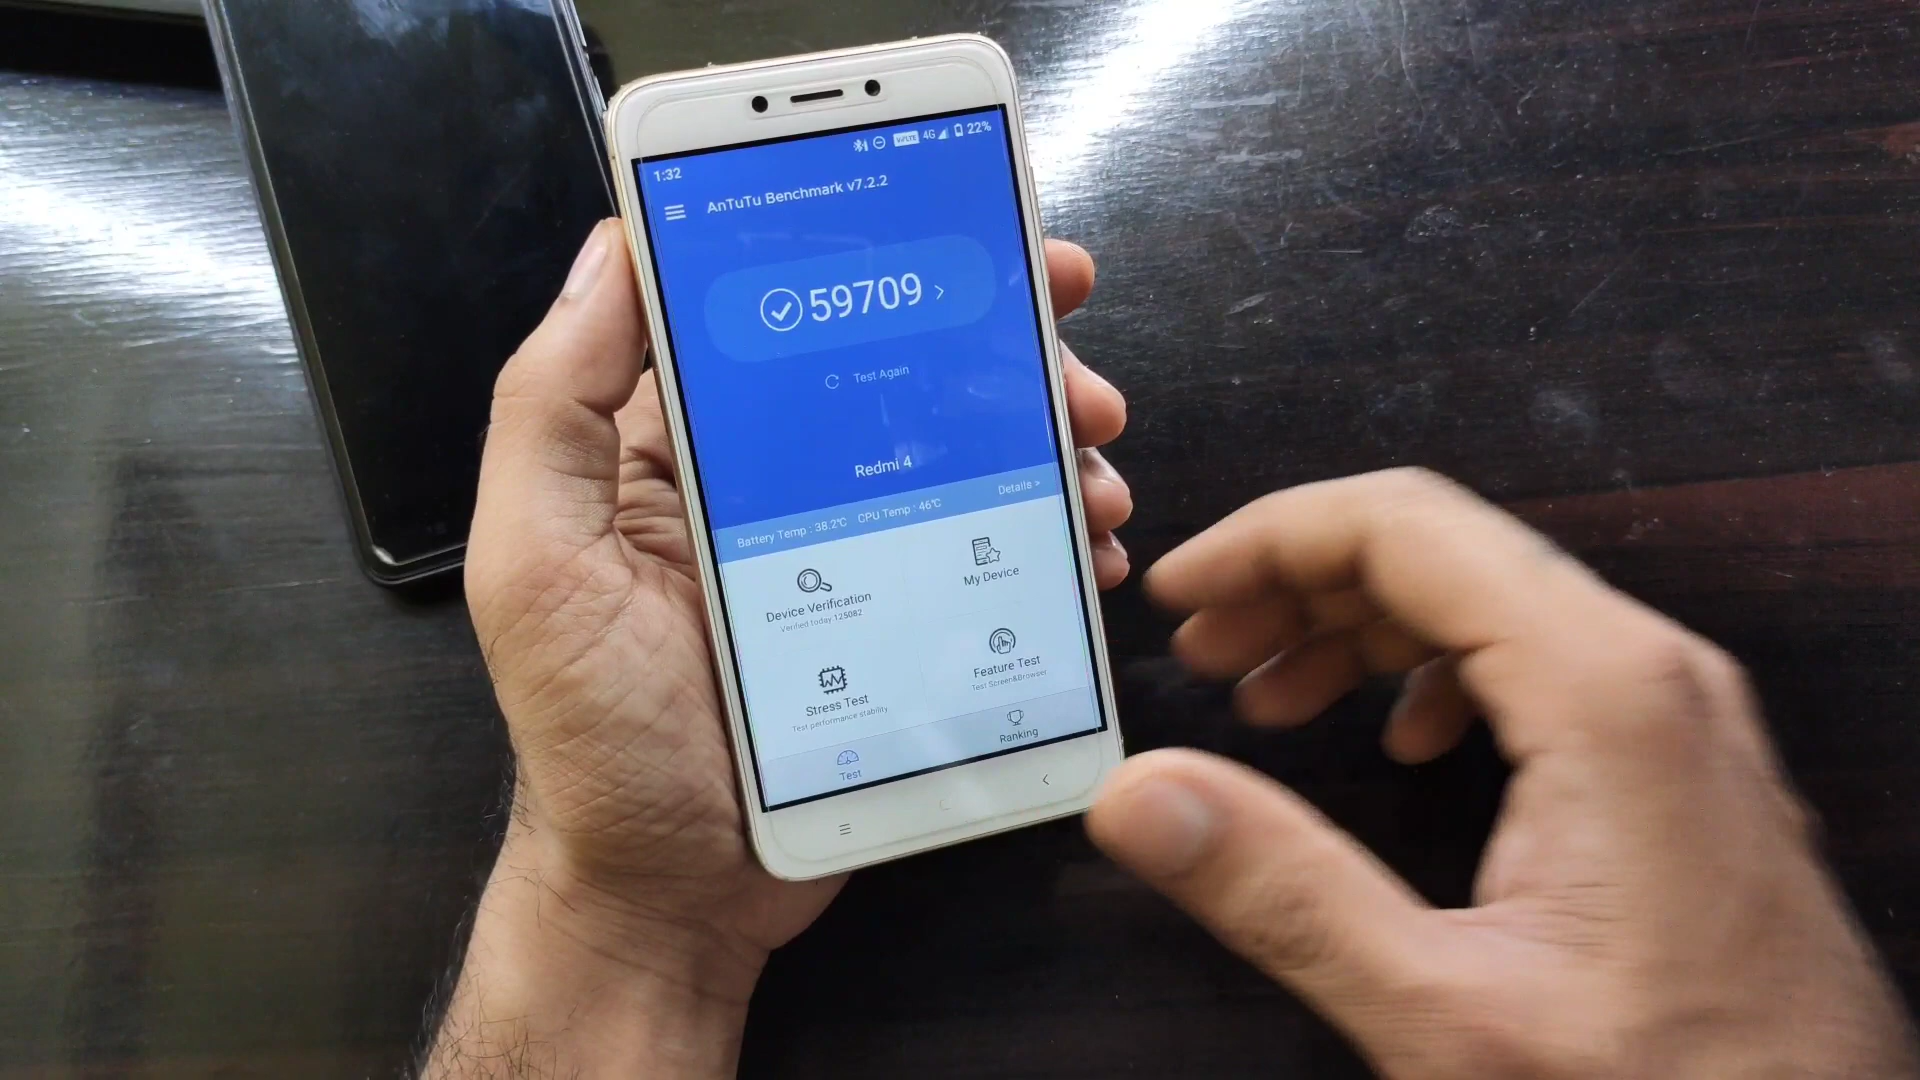 1:32
VoLTE 4G 22%
AnTuTu Benchmark v7.2.2
59709 >
Test Again
Redmi 4
Battery Temp : 38.2℃ CPU Temp : 46℃ Details >
Device Verification
Verified today 125082
My Device
Stress Test
Test performance stability
Feature Test
Test Screen&Browser
Test
Ranking